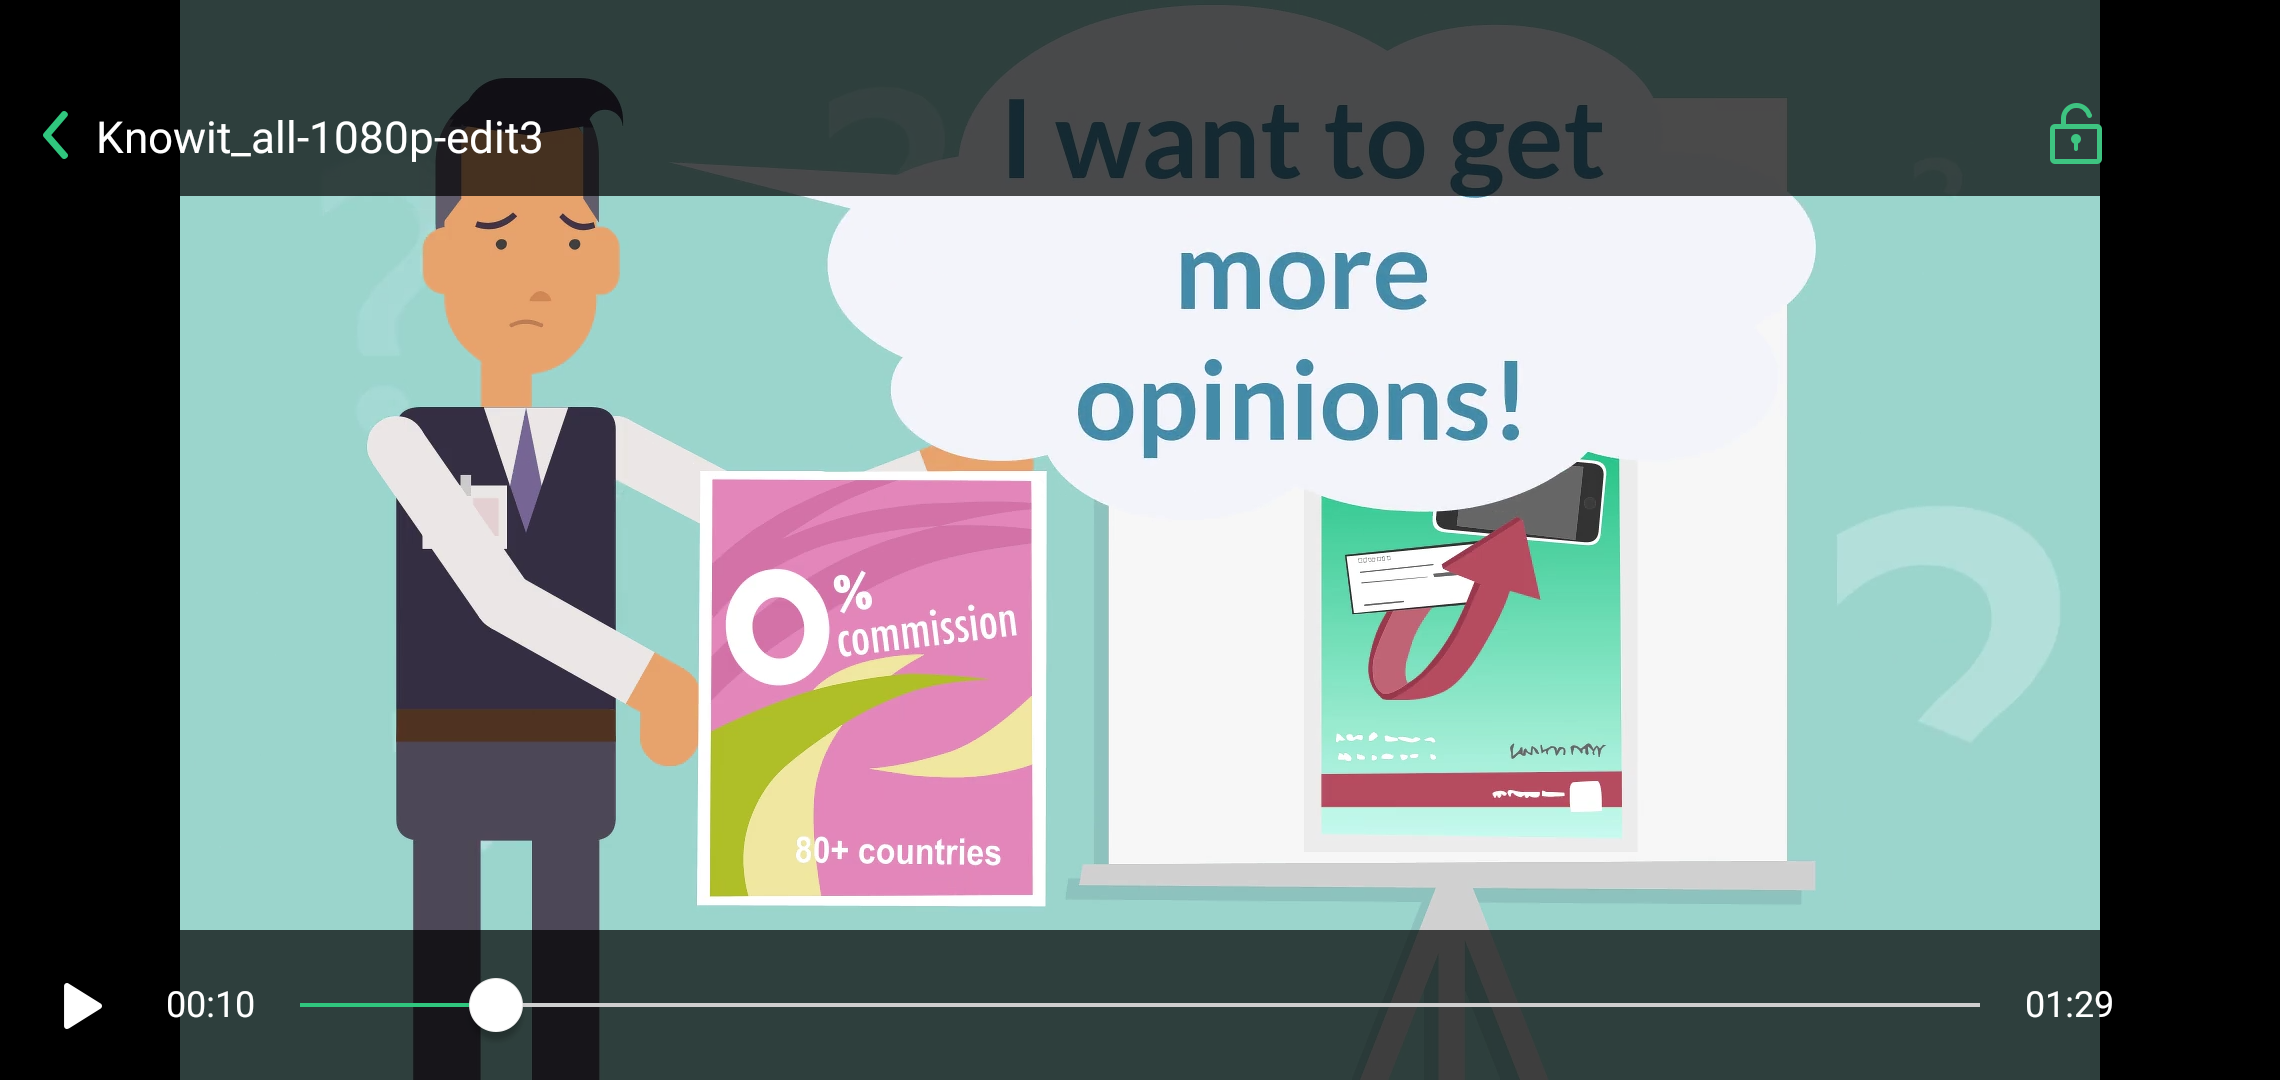 Knowit_all-1080p-edit3
I want to get
more
opinions!
0%
commission
80+ countries
00:10
01:29